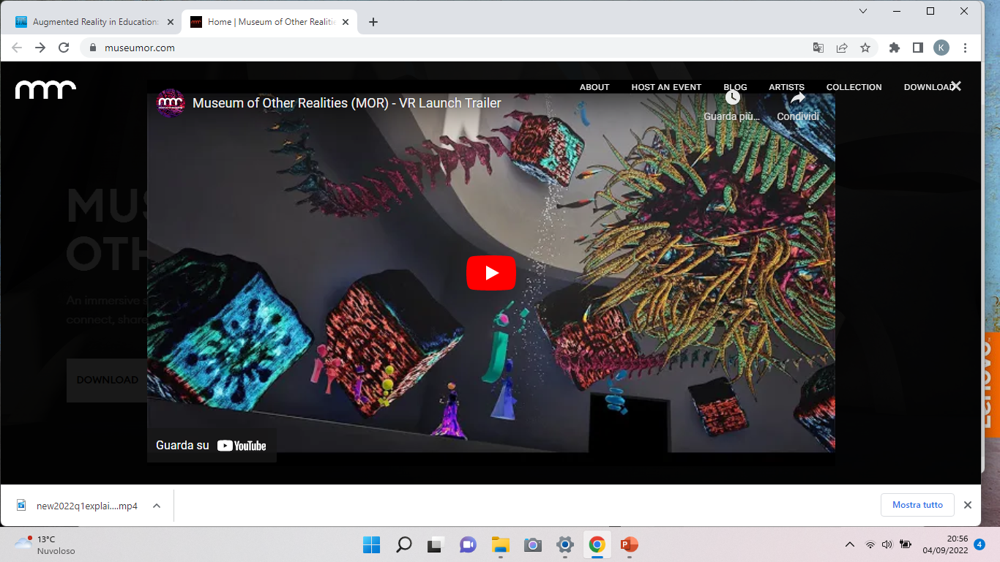 Augmented Reality in Education:
Home | Museum of Other Realitie
museumor.com
K
ABOUT
HOST AN EVENT
BLOG
ARTISTS
COLLECTION
DOWNLOAD
Museum of Other Realities (MOR) - VR Launch Trailer
Guarda più...
Condividi
MUS
OTH
An immersive s
connect, share
DOWNLOAD
Guarda su YouTube
Lenovo
new2022q1explai....mp4
Mostra tutto
13°C
Nuvoloso
20:56
04/09/2022
4